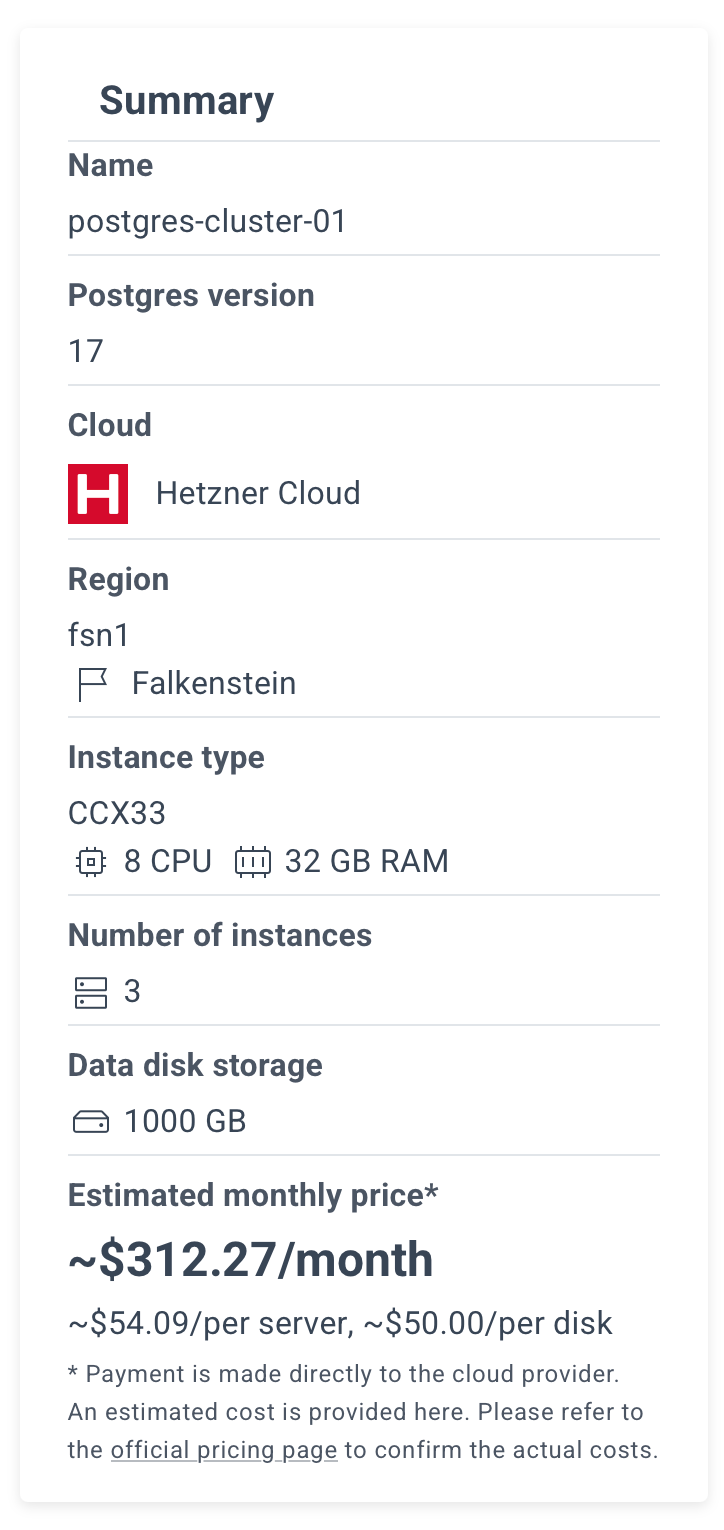 Summary
Name
postgres-cluster-01
Postgres version
17
Cloud
H Hetzner Cloud
Region
fsn1
Falkenstein
Instance type
CCX33
8 CPU 32 GB RAM
Number of instances
3
Data disk storage
1000 GB
Estimated monthly price*
~$312.27/month
~$54.09/per server, ~$50.00/per disk
* Payment is made directly to the cloud provider.
An estimated cost is provided here. Please refer to
the official pricing page to confirm the actual costs.